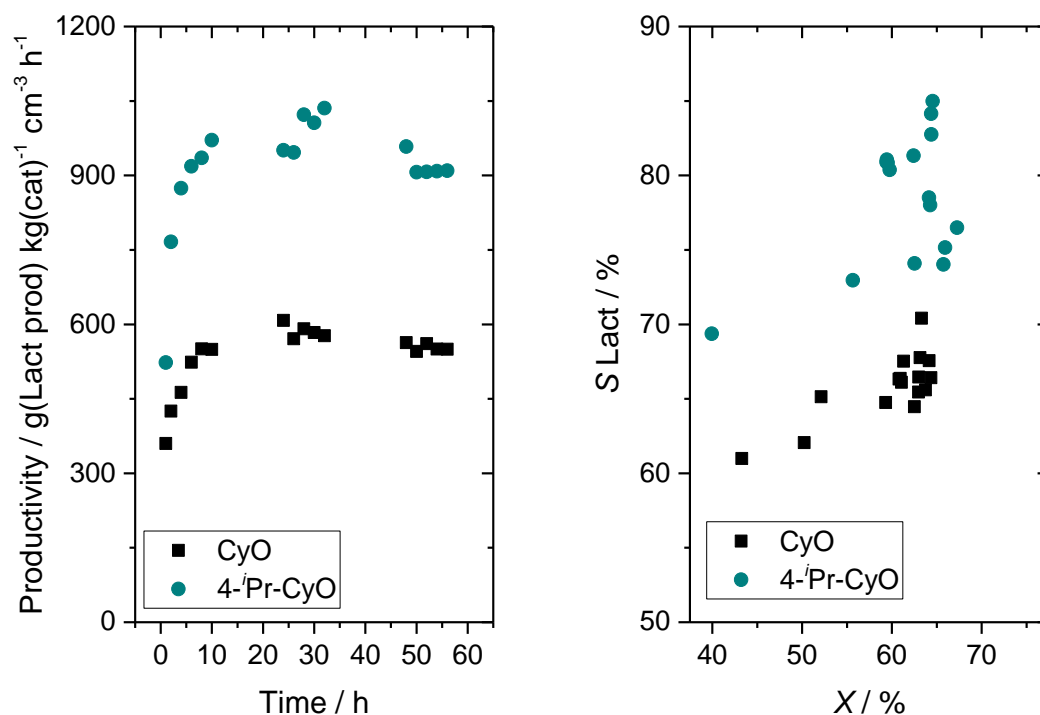 Productivity / g(Lact prod) kg(cat)⁻¹ cm⁻³ h⁻¹
1200
900
600
300
0
CyO
4-ⁱPr-CyO
0 10 20 30 40 50 60
Time / h
S Lact / %
90
80
70
60
50
CyO
4-ⁱPr-CyO
40 50 60 70
X / %